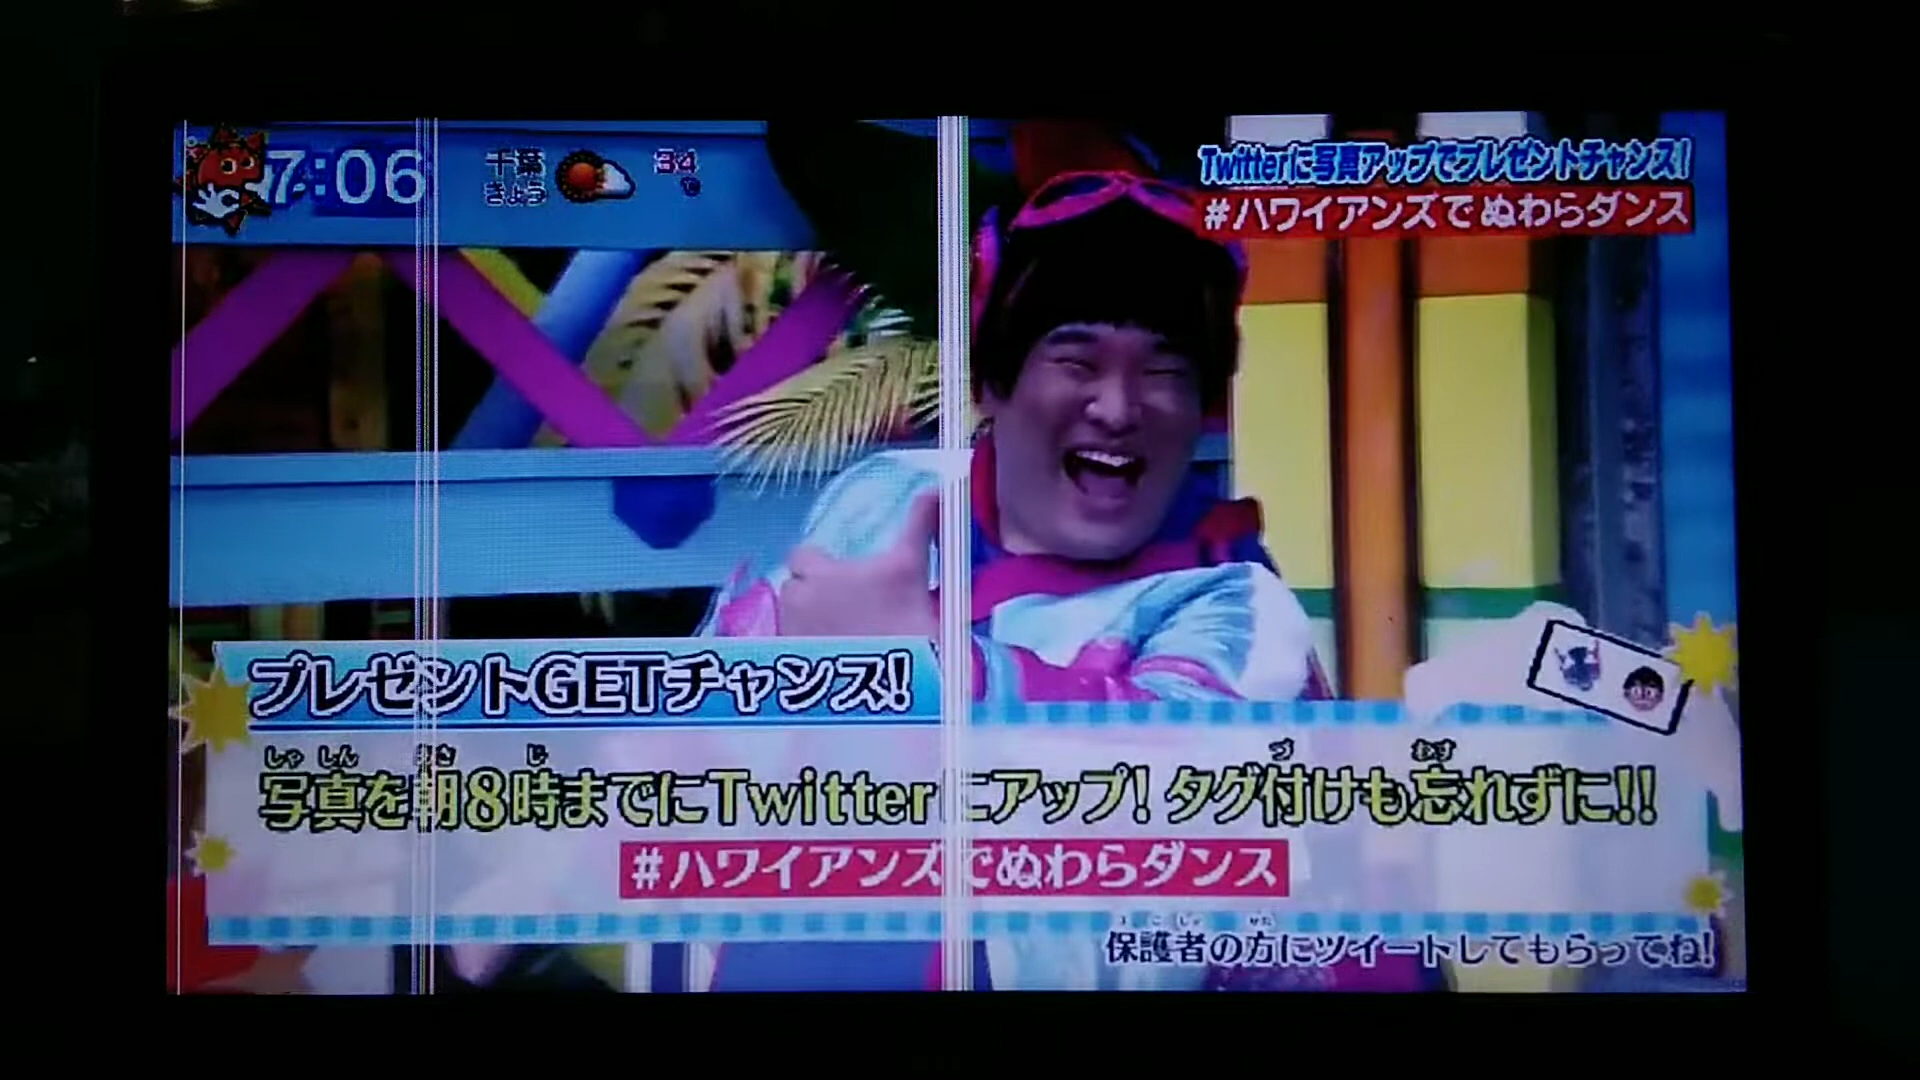 7:06
千葉
きょう
34
℃
Twitterに写真アップでプレゼントチャンス!
#ハワイアンズで ぬわらダンス
プレゼントGETチャンス!
しゃ しん あさ じ づ わす
写真を朝8時までにTwitterにアップ! タグ付けも忘れずに!!
#ハワイアンズでぬわらダンス
保護者の方にツイートしてもらってね!